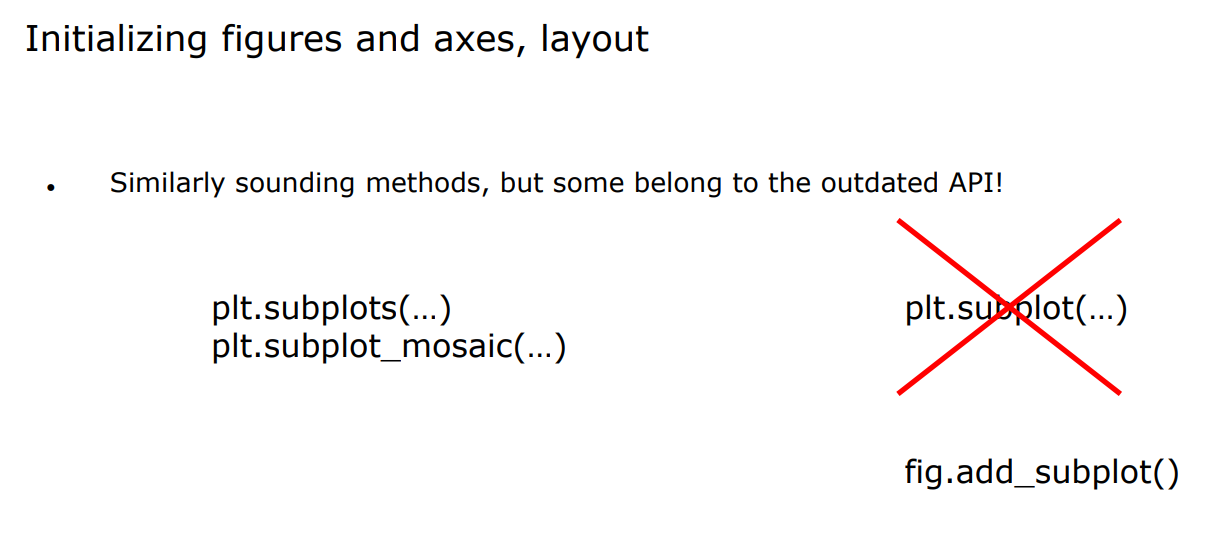 Initializing figures and axes, layout
• Similarly sounding methods, but some belong to the outdated API!
plt.subplots(…)
plt.subplot_mosaic(…)
plt.subplot(…)
fig.add_subplot()